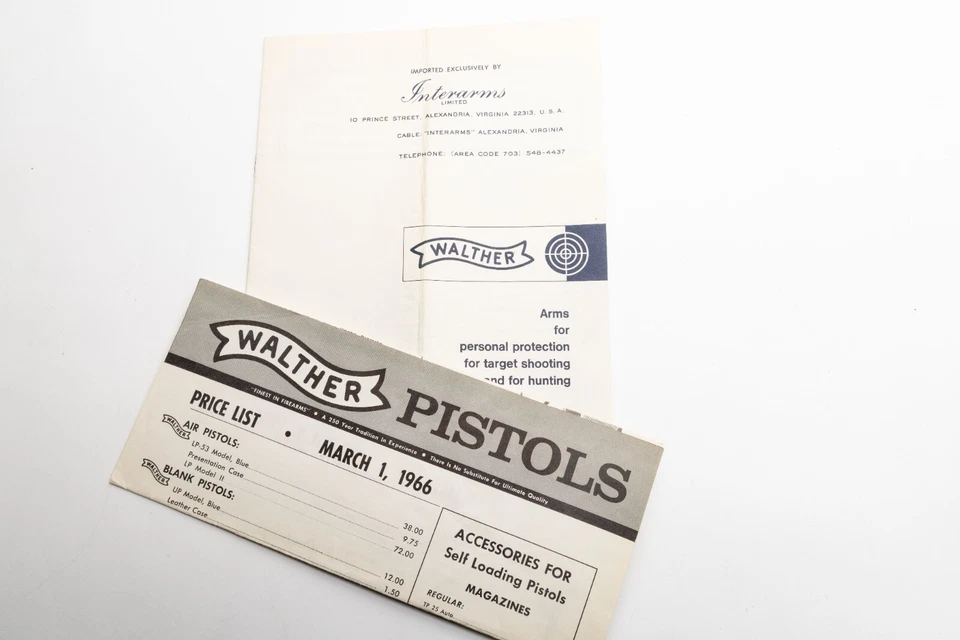 IMPORTED EXCLUSIVELY BY
Interarms
LIMITED
10 PRINCE STREET, ALEXANDRIA, VIRGINIA 22313, U.S.A.
CABLE: "INTERARMS" ALEXANDRIA, VIRGINIA
TELEPHONE: (AREA CODE 703) 548-4437
WALTHER
Arms
for
personal protection
for target shooting
and for hunting
WALTHER
PISTOLS
"FINEST IN FIREARMS" • A 250 Year Tradition In Experience • There Is No Substitute For Ultimate Quality
PRICE LIST • MARCH 1, 1966
WALTHER
AIR PISTOLS:
LP-53 Model, Blue 38.00
Presentation Case 9.75
LP Model II 72.00
WALTHER
BLANK PISTOLS:
UP Model, Blue 12.00
Leather Case 1.50
ACCESSORIES FOR
Self Loading Pistols
MAGAZINES
REGULAR:
TP 25 Auto